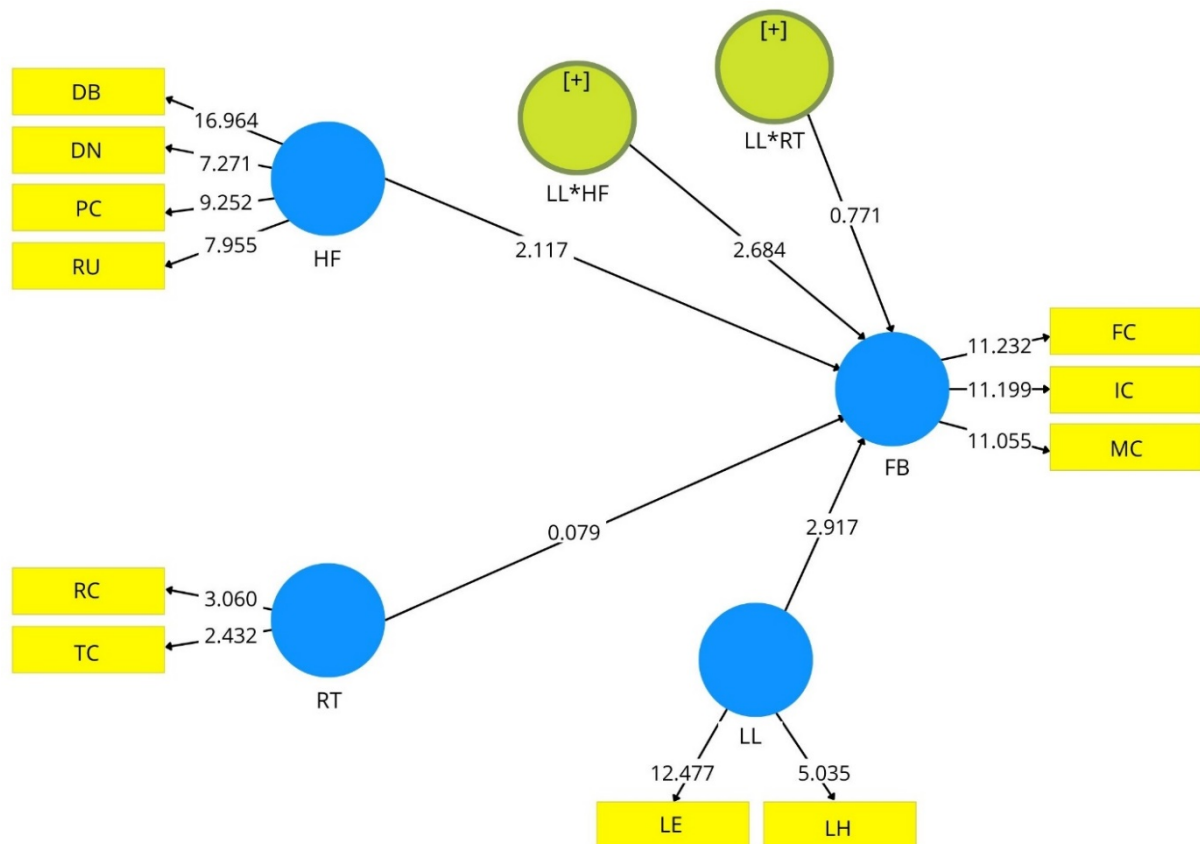 [+]
LL*RT
[+]
LL*HF
DB
DN
PC
RU
16.964
7.271
9.252
7.955
HF
2.117
2.684
0.771
11.232
11.199
11.055
FC
IC
MC
FB
0.079
2.917
RC
TC
3.060
2.432
RT
LL
12.477
5.035
LE
LH